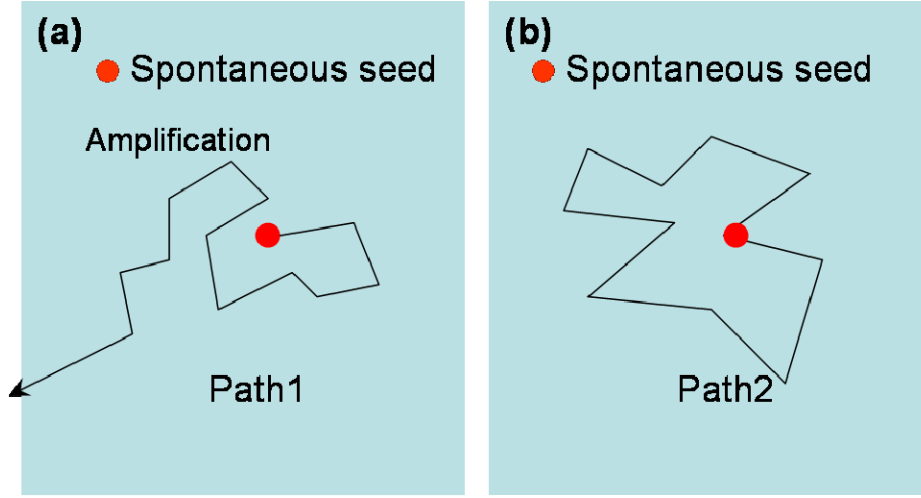 (a)
Spontaneous seed
Amplification
Path1
(b)
Spontaneous seed
Path2